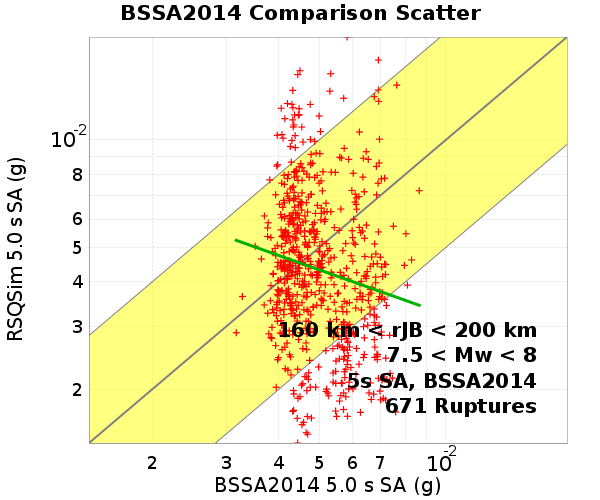 BSSA2014 Comparison Scatter
RSQSim 5.0 s SA (g)
10-2
8
6
5
4
3
2
160 km < rJB < 200 km
7.5 < Mw < 8
5s SA, BSSA2014
671 Ruptures
2 3 4 5 6 7 10-2
BSSA2014 5.0 s SA (g)